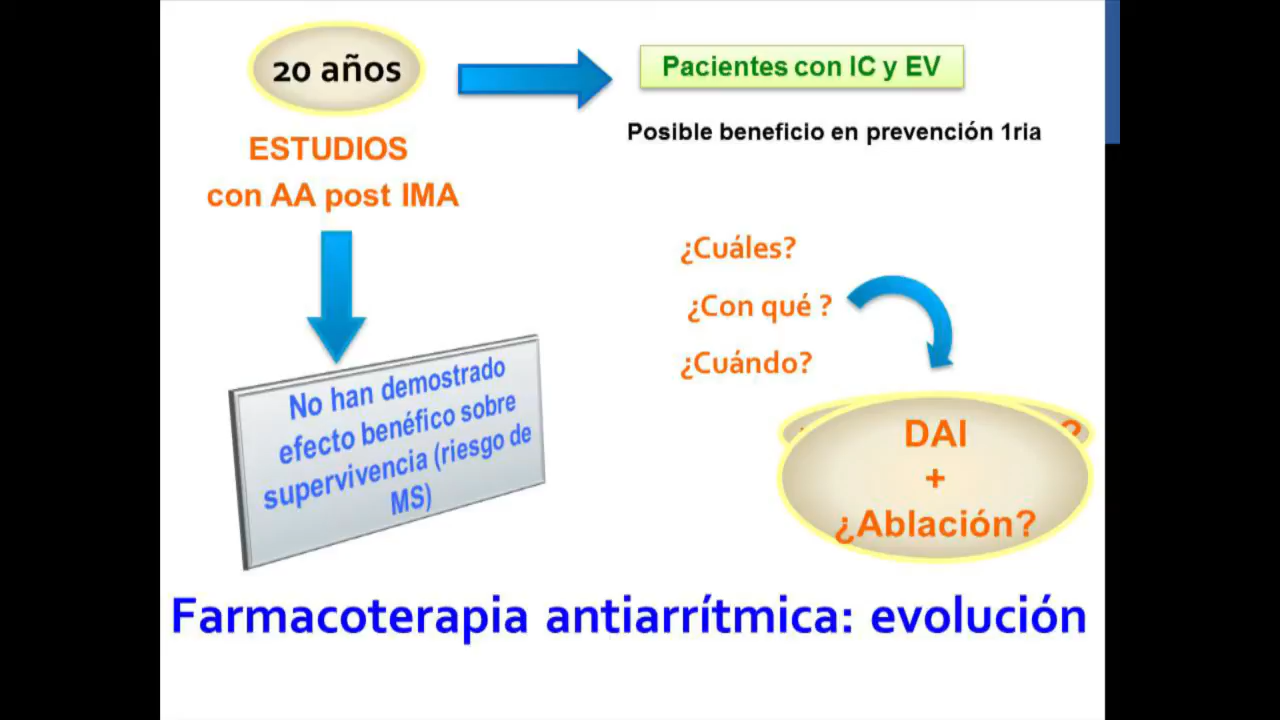 20 años
ESTUDIOS
con AA post IMA
Pacientes con IC y EV
Posible beneficio en prevención 1ria
¿Cuáles?
¿Con qué ?
¿Cuándo?
No han demostrado
efecto benéfico sobre
supervivencia (riesgo de
MS)
DAI
+
¿Ablación?
?
Farmacoterapia antiarrítmica: evolución